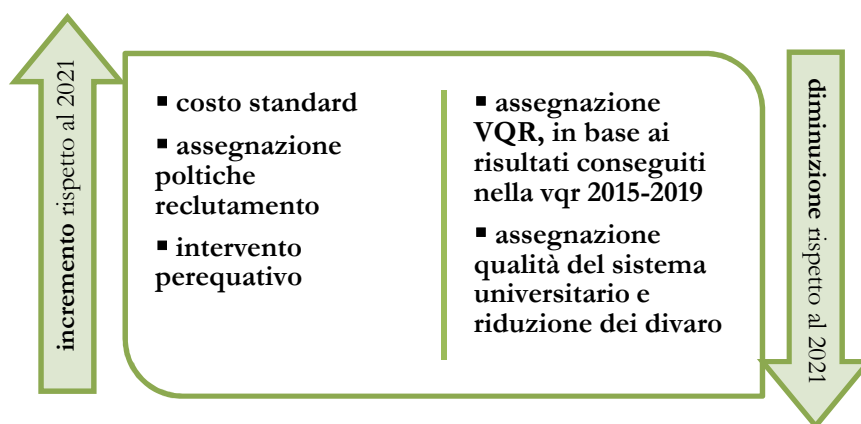 incremento rispetto al 2021
▪ costo standard
▪ assegnazione
poltiche
reclutamento
▪ intervento
perequativo
▪ assegnazione
VQR, in base ai
risultati conseguiti
nella vqr 2015-2019
▪ assegnazione
qualità del sistema
universitario e
riduzione dei divaro
diminuzione rispetto al 2021